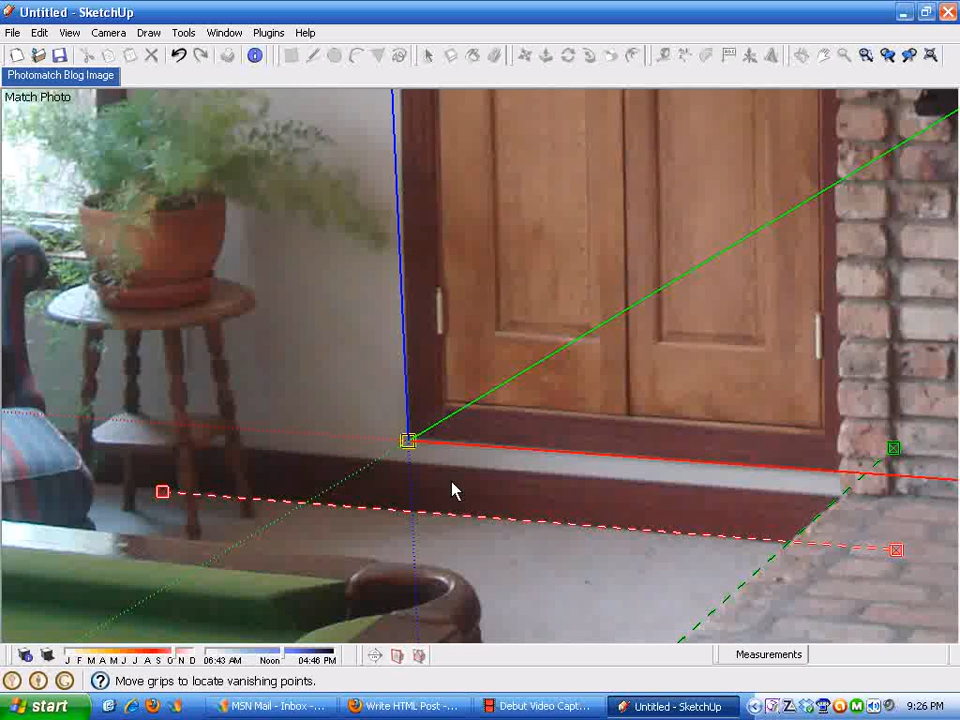 Untitled - SketchUp
File Edit View Camera Draw Tools Window Plugins Help
Photomatch Blog Image
Match Photo
J F M A M J J A S O N D 06:43 AM Noon 04:46 PM
Measurements
Move grips to locate vanishing points.
start MSN Mail - Inbox -... Write HTML Post -... Debut Video Capt... Untitled - SketchUp 9:26 PM